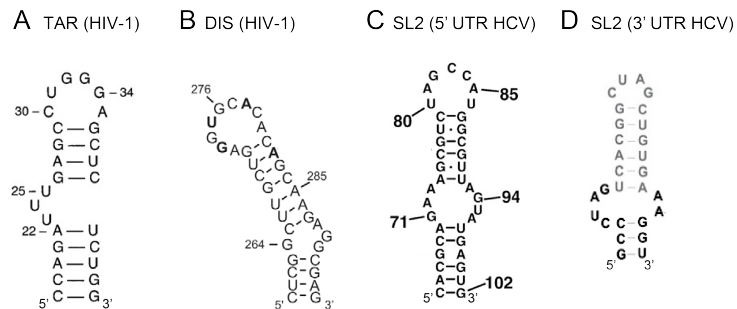 A TAR (HIV-1)
G G
U G 34
30 C A
C G
G C
A U
G C
25 U
U
U
22 A U
G C
A U
C G
C G
5' 3'
B DIS (HIV-1)
276
G C A C
U A
G C
G A G A
U G
C C 285
G A
U A
U G
C A
264 G G
G G
C C
G G
U A
C G
5' 3'
C SL2 (5' UTR HCV)
C C
G A
A U 85
80 U G
C G
U C
G G
C U
G U
A A
A G 94
A U
71 G A
A U
C G
G A
C G
A U
C G 102
5' 3'
D SL2 (3' UTR HCV)
U A
C G
G C
G U
C G
A U
C G
U A
G A
A A
U
C G
C G
G U
5' 3'